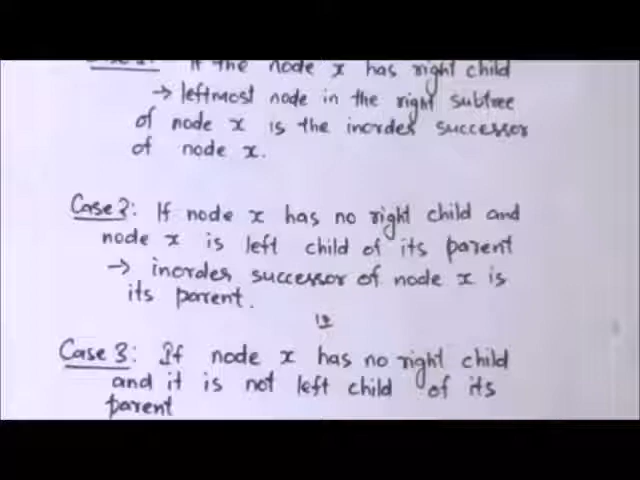 Case 1: If the node x has right child
→ leftmost node in the right subtree
of node x is the inorder successor
of node x.
Case 2: If node x has no right child and
node x is left child of its parent
→ inorder successor of node x is
its parent.
Case 3: If node x has no right child
and it is not left child of its
parent